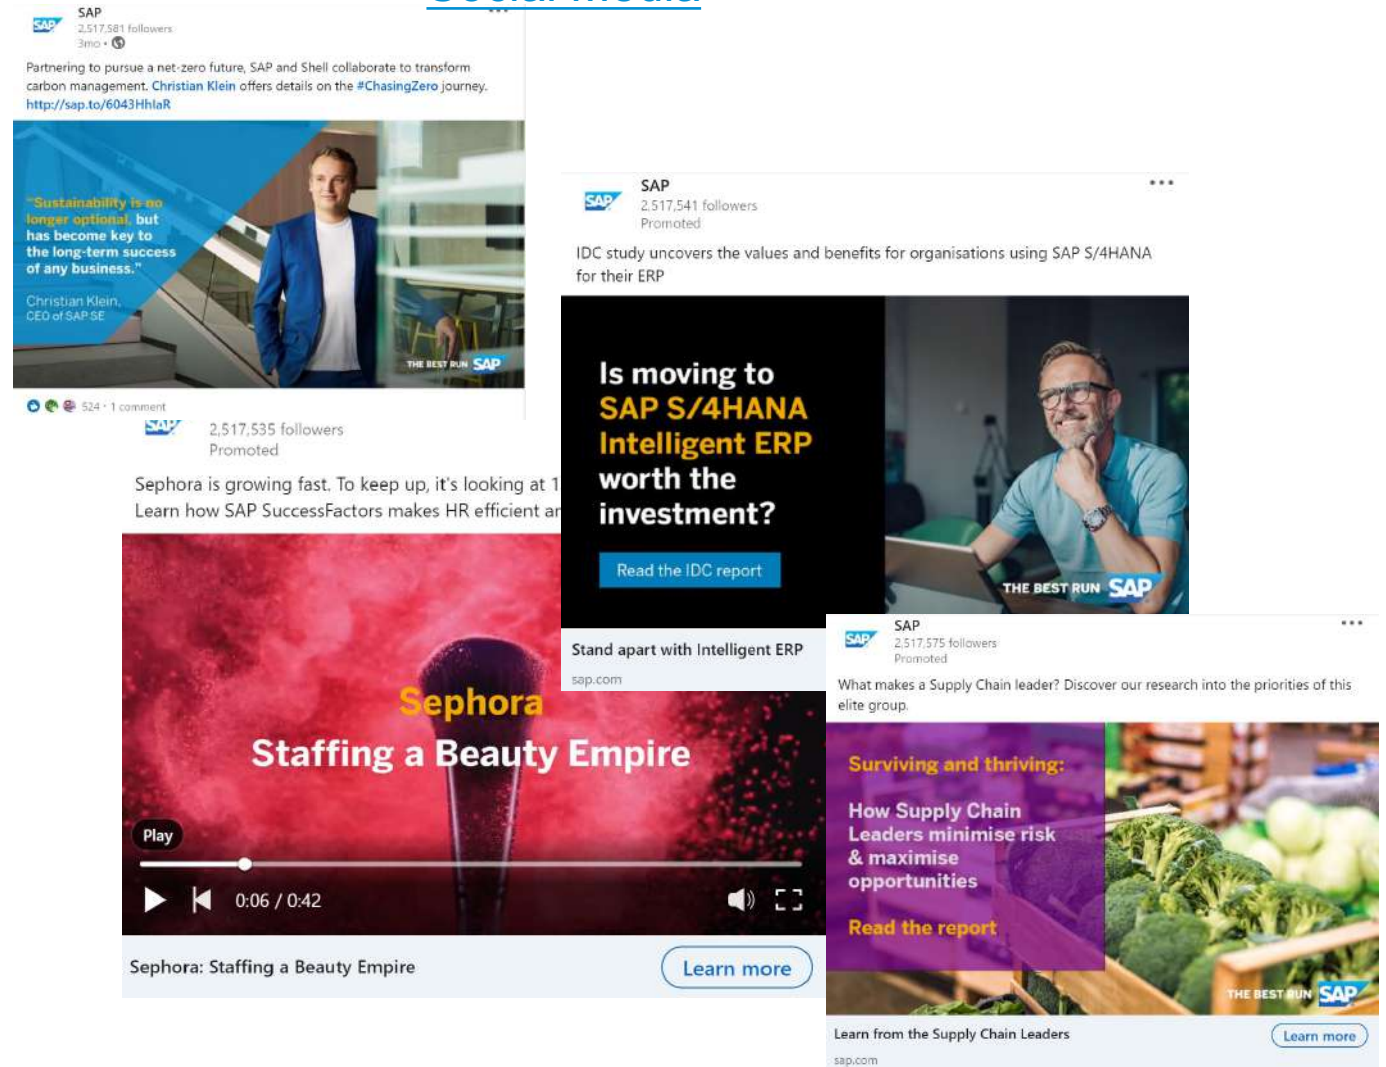 Social Media
SAP
SAP
2,517,581 followers
3mo •
Partnering to pursue a net-zero future, SAP and Shell collaborate to transform
carbon management. Christian Klein offers details on the #ChasingZero journey.
http://sap.to/6043HhlaR
"Sustainability is no
longer optional, but
has become key to
the long-term success
of any business."
Christian Klein,
CEO of SAP SE
THE BEST RUN SAP
524 • 1 comment
SAP
SAP
2,517,541 followers
Promoted
IDC study uncovers the values and benefits for organisations using SAP S/4HANA
for their ERP
Is moving to
SAP S/4HANA
Intelligent ERP
worth the
investment?
Read the IDC report
THE BEST RUN SAP
Stand apart with Intelligent ERP
sap.com
SAP
2,517,535 followers
Promoted
Sephora is growing fast. To keep up, it's looking at 1
Learn how SAP SuccessFactors makes HR efficient
Sephora
Staffing a Beauty Empire
Play
0:06 / 0:42
Sephora: Staffing a Beauty Empire
Learn more
SAP
SAP
2,517,575 followers
Promoted
What makes a Supply Chain leader? Discover our research into the priorities of this
elite group.
Surviving and thriving:
How Supply Chain
Leaders minimise risk
& maximise
opportunities
Read the report
THE BEST RUN SAP
Learn from the Supply Chain Leaders
Learn more
sap.com